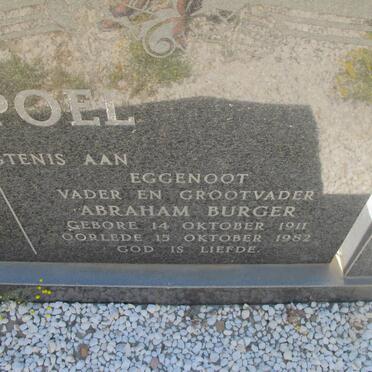 POEL
STENIS AAN
EGGENOOT
VADER EN GROOTVADER
ABRAHAM BURGER
GEBORE 14 OKTOBER 1911
OORLEDE 15 OKTOBER 1982
GOD IS LIEFDE.